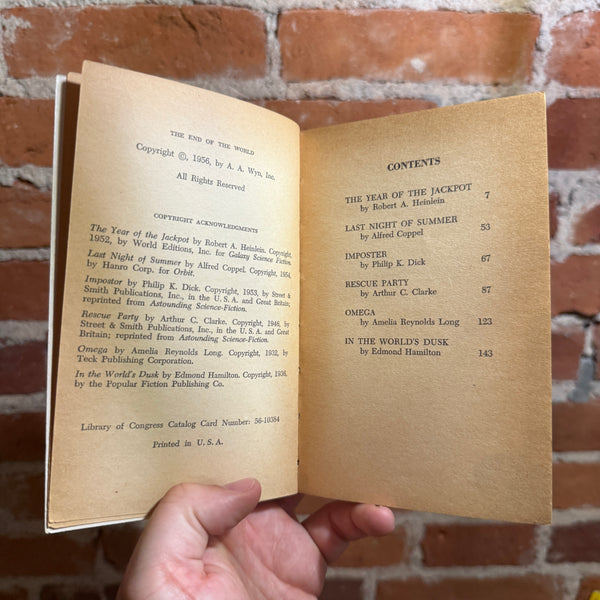 THE END OF THE WORLD
Copyright ©, 1956, by A. A. Wyn, Inc.
All Rights Reserved
COPYRIGHT ACKNOWLEDGMENTS
The Year of the Jackpot by Robert A. Heinlein. Copyright,
1952, by World Editions, Inc. for Galaxy Science Fiction.
Last Night of Summer by Alfred Coppel. Copyright, 1954,
by Hanro Corp. for Orbit.
Impostor by Philip K. Dick. Copyright, 1953, by Street &
Smith Publications, Inc., in the U. S. A. and Great Britain;
reprinted from Astounding Science-Fiction.
Rescue Party by Arthur C. Clarke. Copyright, 1946, by
Street & Smith Publications, Inc., in the U. S. A. and Great
Britain; reprinted from Astounding Science-Fiction.
Omega by Amelia Reynolds Long. Copyright, 1932, by
Teck Publishing Corporation.
In the World's Dusk by Edmond Hamilton. Copyright, 1936,
by the Popular Fiction Publishing Co.
Library of Congress Catalog Card Number: 56-10584
Printed in U. S. A.
CONTENTS
THE YEAR OF THE JACKPOT 7
by Robert A. Heinlein
LAST NIGHT OF SUMMER 53
by Alfred Coppel
IMPOSTER 67
by Philip K. Dick
RESCUE PARTY 87
by Arthur C. Clarke
OMEGA
by Amelia Reynolds Long 123
IN THE WORLD'S DUSK
by Edmond Hamilton 143